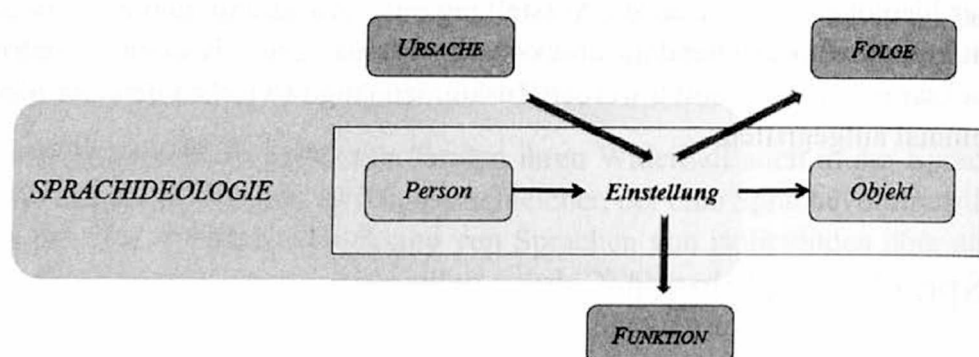 URSACHE
FOLGE
SPRACHIDEOLOGIE
Person
Einstellung
Objekt
FUNKTION